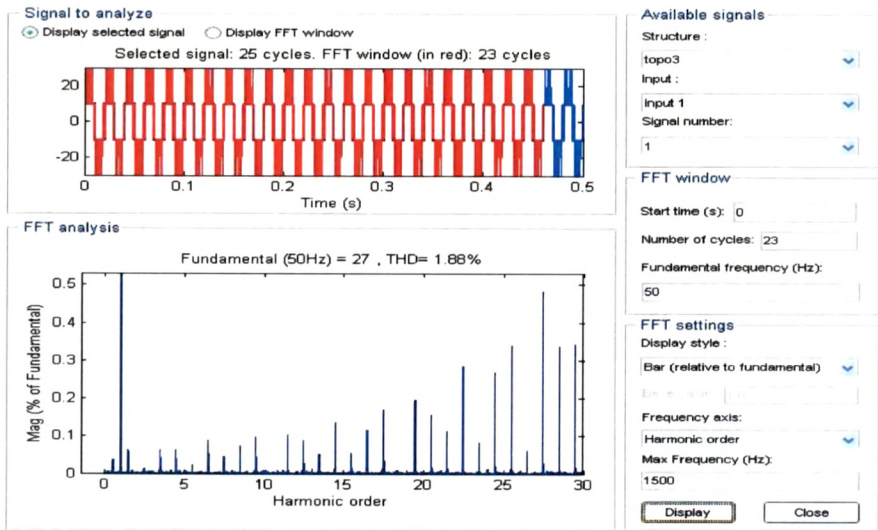 Signal to analyze
Display selected signal
Display FFT window
Selected signal: 25 cycles. FFT window (in red): 23 cycles
20
0
-20
0
0.1
0.2
0.3
0.4
0.5
Time (s)
FFT analysis
Fundamental (50Hz) = 27 , THD= 1.88%
Mag (% of Fundamental)
0.5
0.4
0.3
0.2
0.1
0
0
5
10
15
20
25
30
Harmonic order
Available signals
Structure :
topo3
Input :
Input 1
Signal number:
1
FFT window
Start time (s): 0
Number of cycles: 23
Fundamental frequency (Hz):
50
FFT settings
Display style :
Bar (relative to fundamental)
Frequency axis:
Harmonic order
Max Frequency (Hz):
1500
Display
Close